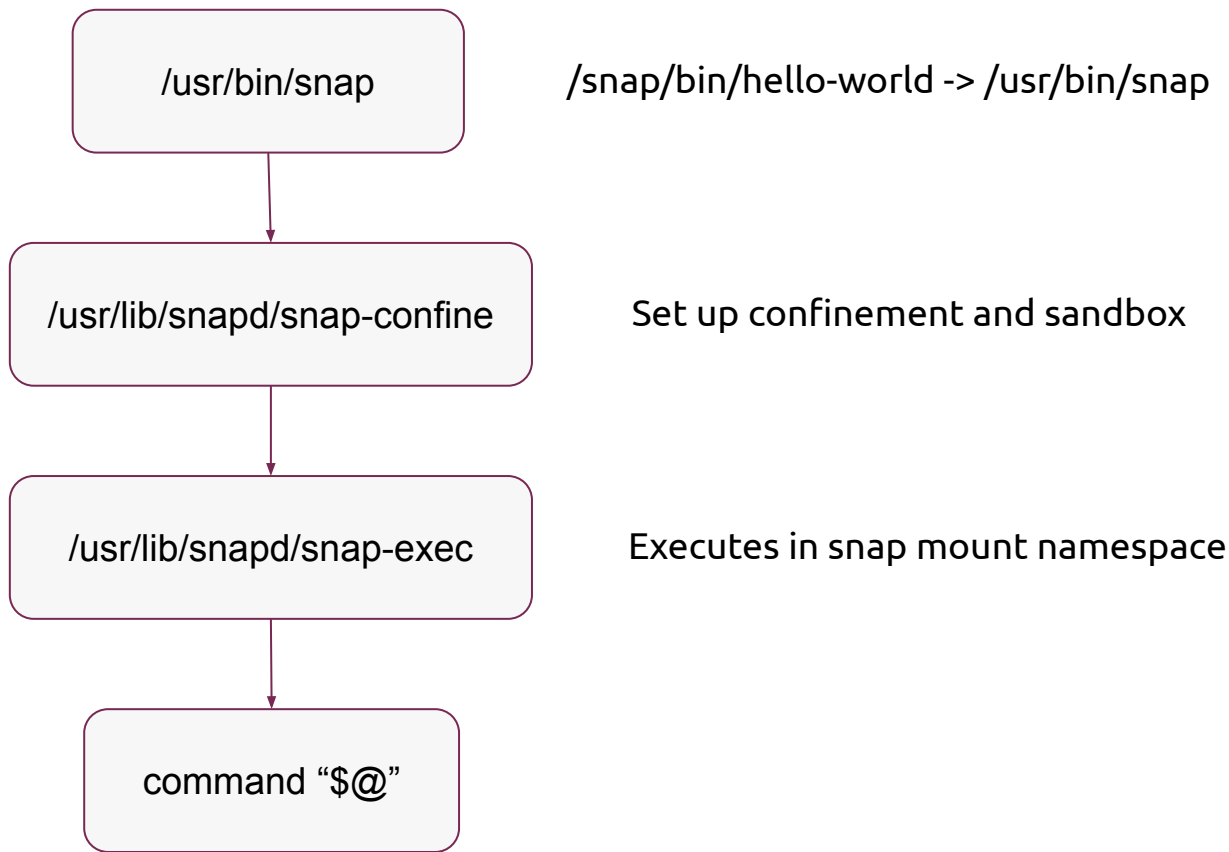 /usr/bin/snap
/snap/bin/hello-world -> /usr/bin/snap
/usr/lib/snapd/snap-confine
Set up confinement and sandbox
/usr/lib/snapd/snap-exec
Executes in snap mount namespace
command “$@”